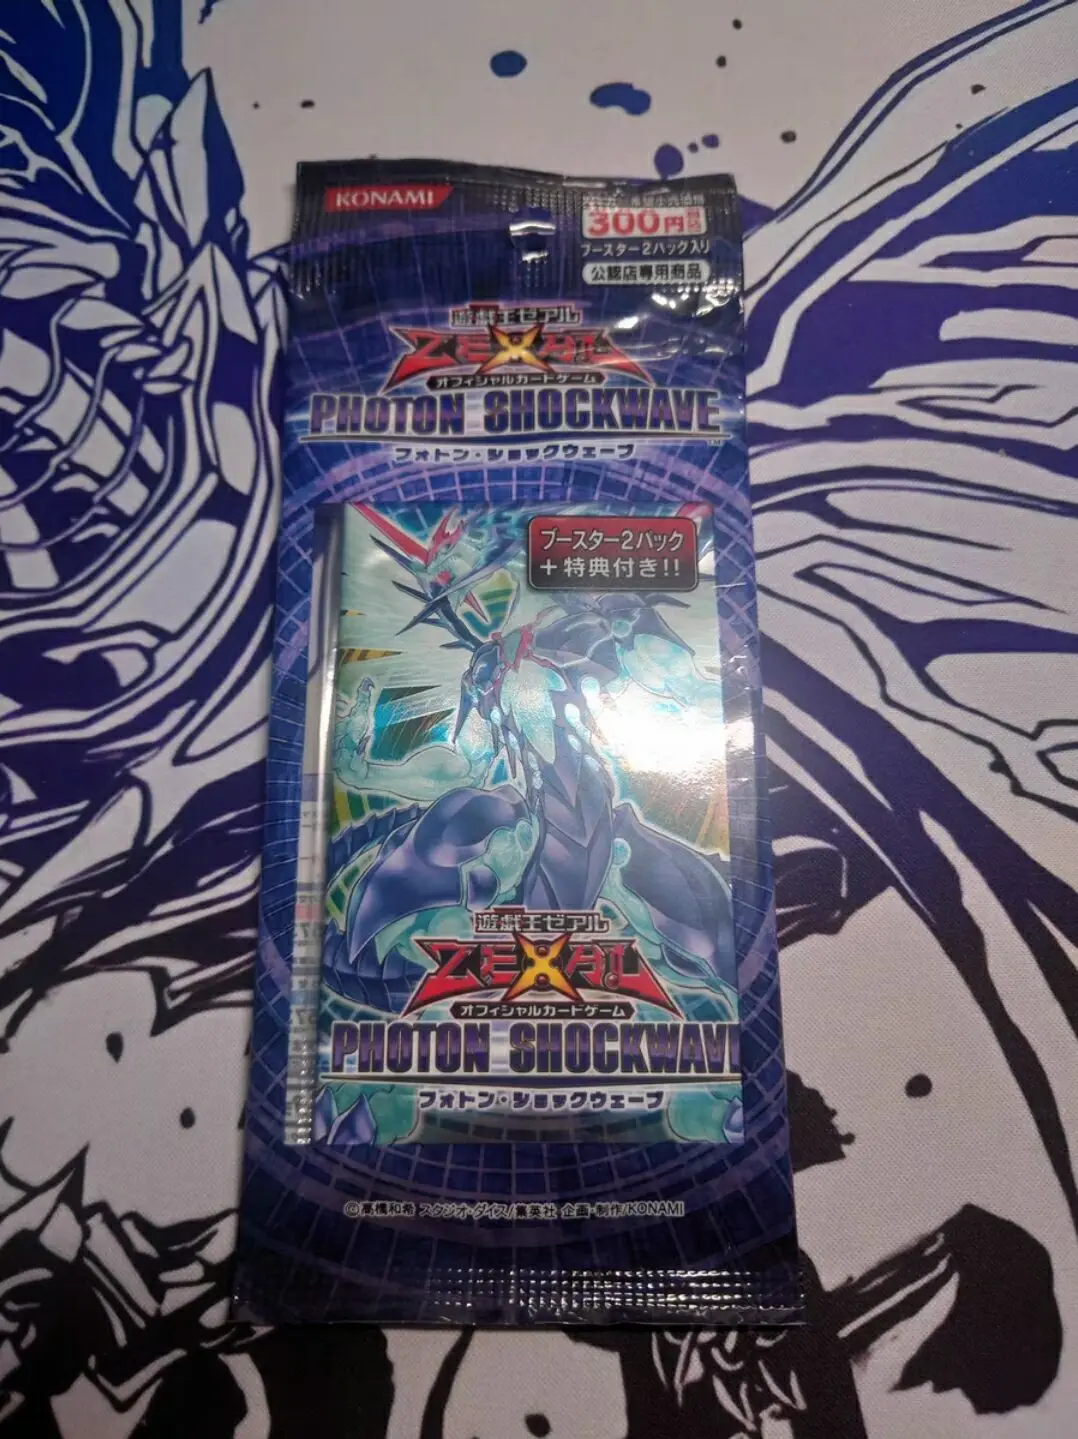 KONAMI
300円
ブースター2パック入り
公認店専用商品
遊戯王ゼアル
ZEXAL
オフィシャルカードゲーム
PHOTON SHOCKWAVE
フォトン・ショックウェーブ
ブースター2パック
+特典付き!!
遊戯王ゼアル
ZEXAL
オフィシャルカードゲーム
PHOTON SHOCKWAV
フォトン・ショックウェーブ
©高橋和希 スタジオ・ダイス/集英社 企画・制作/KONAMI